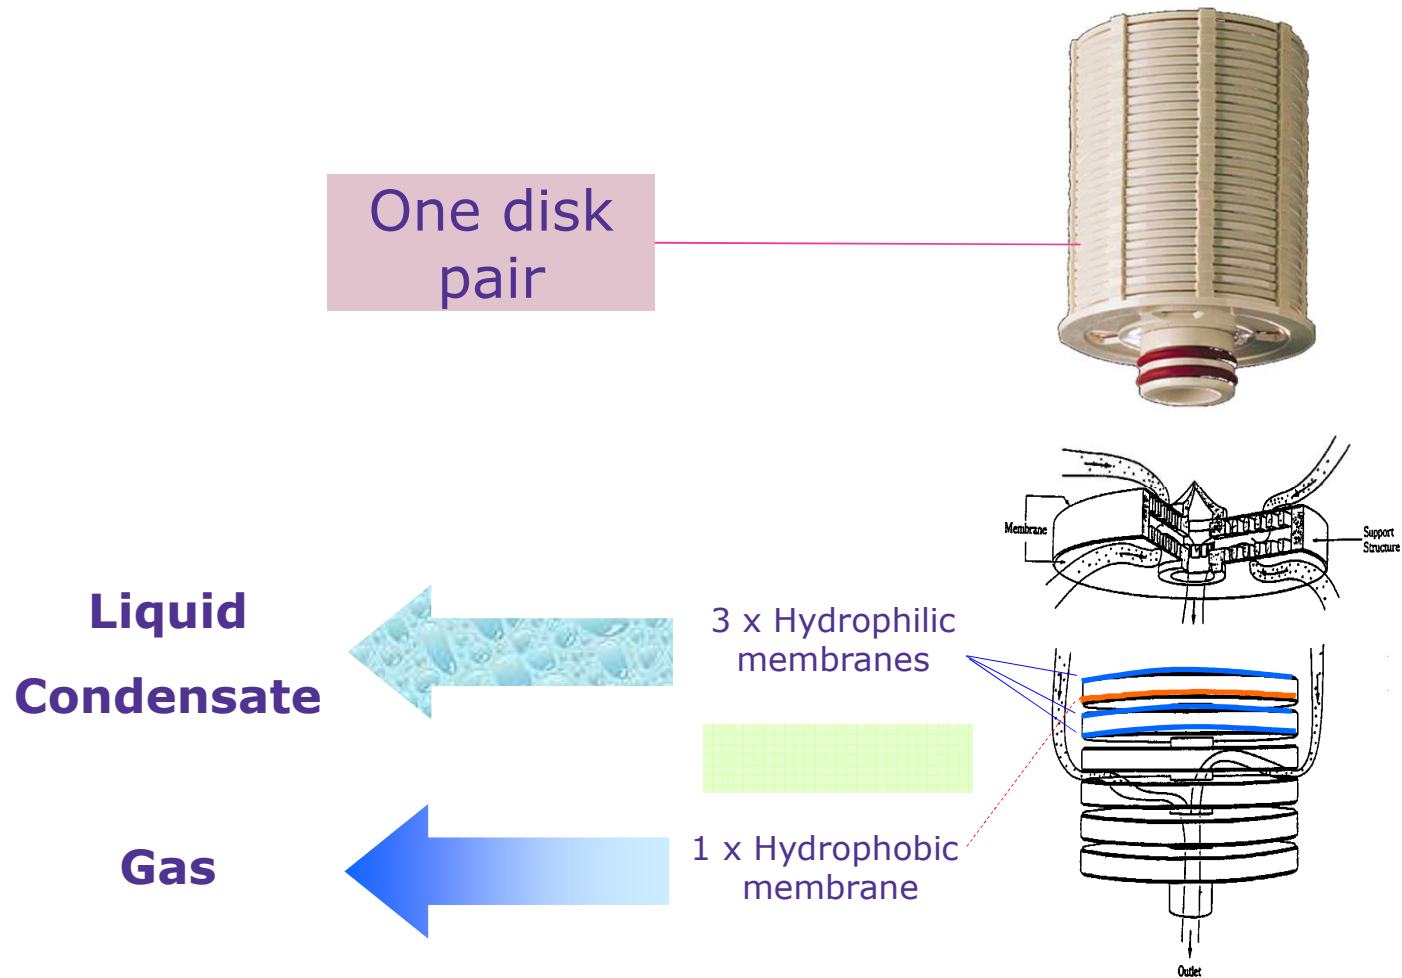 One disk
pair
Membrane
Support
Structure
Liquid
Condensate
3 x Hydrophilic
membranes
Gas
1 x Hydrophobic
membrane
Outlet